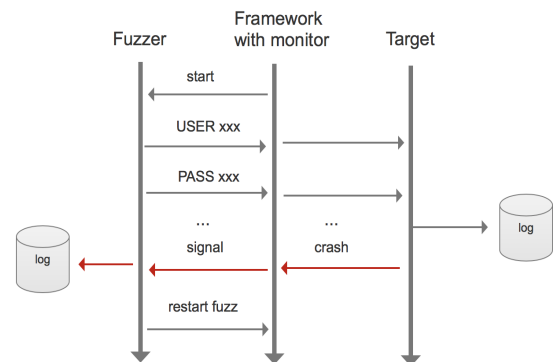 Framework
with monitor
Fuzzer
Target
start
USER xxx
PASS xxx
...
...
log
signal
crash
log
restart fuzz